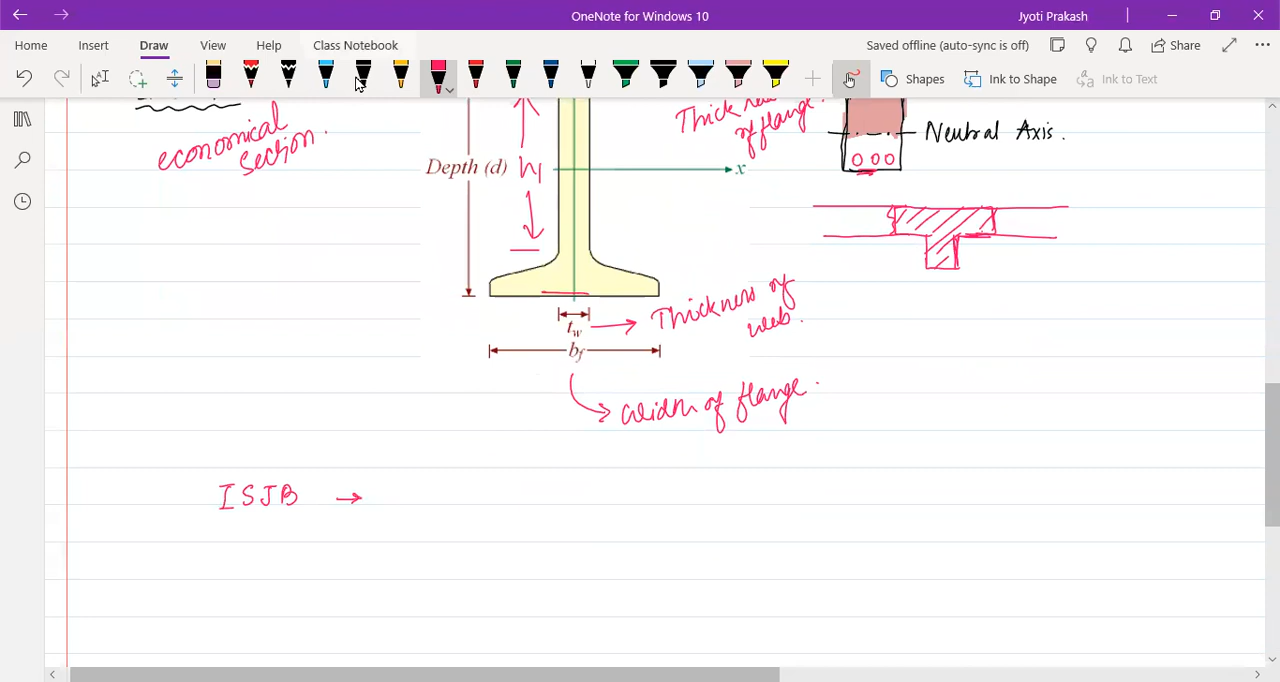 OneNote for Windows 10
Jyoti Prakash
Home Insert Draw View Help Class Notebook
Saved offline (auto-sync is off)
Share
Shapes
Ink to Shape
Ink to Text
economical
section.
Depth (d)
h1
x
of flange.
Neutral Axis.
tw
Thickness of
web.
bf
Width of flange.
ISJB →